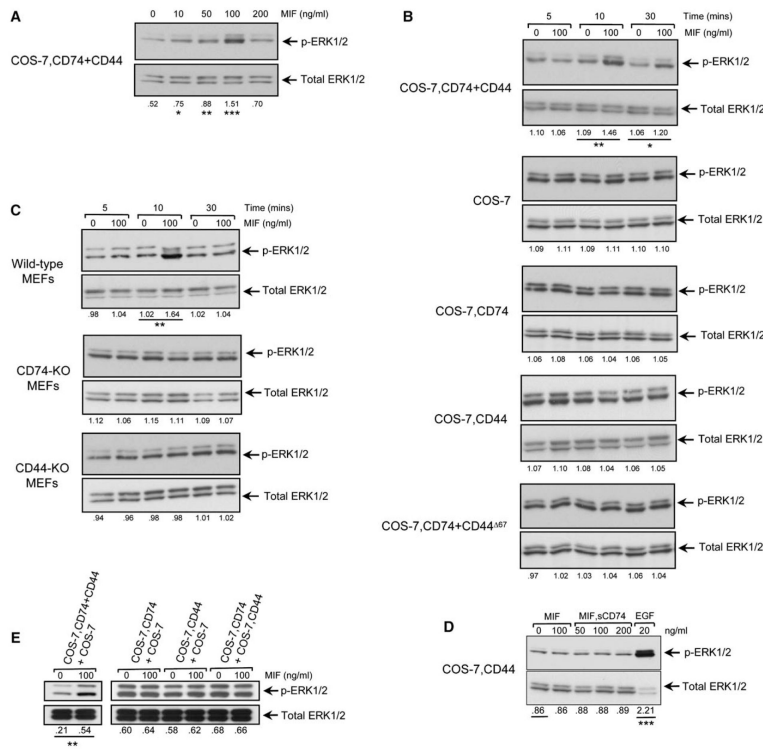 A
0 10 50 100 200 MIF (ng/ml)
COS-7,CD74+CD44
p-ERK1/2
Total ERK1/2
.52 .75 .88 1.51 .70
* ** ***
B
5 10 30 Time (mins)
0 100 0 100 0 100 MIF (ng/ml)
COS-7,CD74+CD44
p-ERK1/2
Total ERK1/2
1.10 1.06 1.09 1.46 1.06 1.20
** *
COS-7
p-ERK1/2
Total ERK1/2
1.09 1.11 1.09 1.11 1.10 1.10
COS-7,CD74
p-ERK1/2
Total ERK1/2
1.06 1.08 1.06 1.04 1.06 1.05
COS-7,CD44
p-ERK1/2
Total ERK1/2
1.07 1.10 1.08 1.04 1.06 1.05
COS-7,CD74+CD44Δ67
p-ERK1/2
Total ERK1/2
.97 1.02 1.03 1.04 1.06 1.04
C
5 10 30 Time (mins)
0 100 0 100 0 100 MIF (ng/ml)
Wild-type
MEFs
p-ERK1/2
Total ERK1/2
.98 1.04 1.02 1.64 1.02 1.04
**
CD74-KO
MEFs
p-ERK1/2
Total ERK1/2
1.12 1.06 1.15 1.11 1.09 1.07
CD44-KO
MEFs
p-ERK1/2
Total ERK1/2
.94 .96 .98 .98 1.01 1.02
D
MIF MIF,sCD74 EGF
0 100 50 100 200 20 ng/ml
COS-7,CD44
p-ERK1/2
Total ERK1/2
.86 .86 .88 .88 .89 2.21
***
E
COS-7,CD74+CD44
+ COS-7
COS-7,CD74
+ COS-7
COS-7,CD44
+ COS-7
COS-7,CD74
+ COS-7,CD44
0 100 0 100 0 100 0 100 MIF (ng/ml)
p-ERK1/2
Total ERK1/2
.21 .54 .60 .64 .58 .62 .68 .66
**